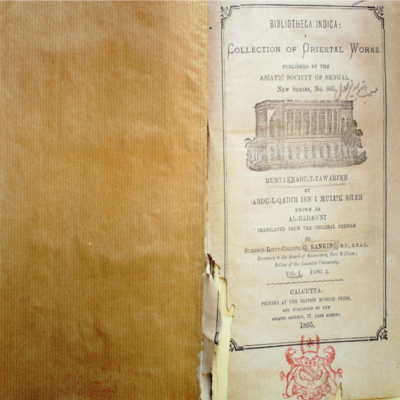 BIBLIOTHECA INDICA:
A
COLLECTION OF ORIENTAL WORKS
PUBLISHED BY THE
ASIATIC SOCIETY OF BENGAL.
NEW SERIES, No. 865.
MUNTAKHABU-T-TAWARIKH
BY
'ABDU-L-QADIR IBN I MULUK SHAH
KNOWN AS
AL-BADAONI
TRANSLATED FROM THE ORIGINAL PERSIAN
BY
SURGEON-LIEUT-COLONEL G. RANKING, M.D., M.R.A.S.
Secretary to the Board of Examiners, Fort William;
Fellow of the Calcutta University.
VOL. I. FASC. I.
CALCUTTA:
PRINTED AT THE BAPTIST MISSION PRESS,
AND PUBLISHED BY THE
ASIATIC SOCIETY, 57, PARK STREET.
1895.